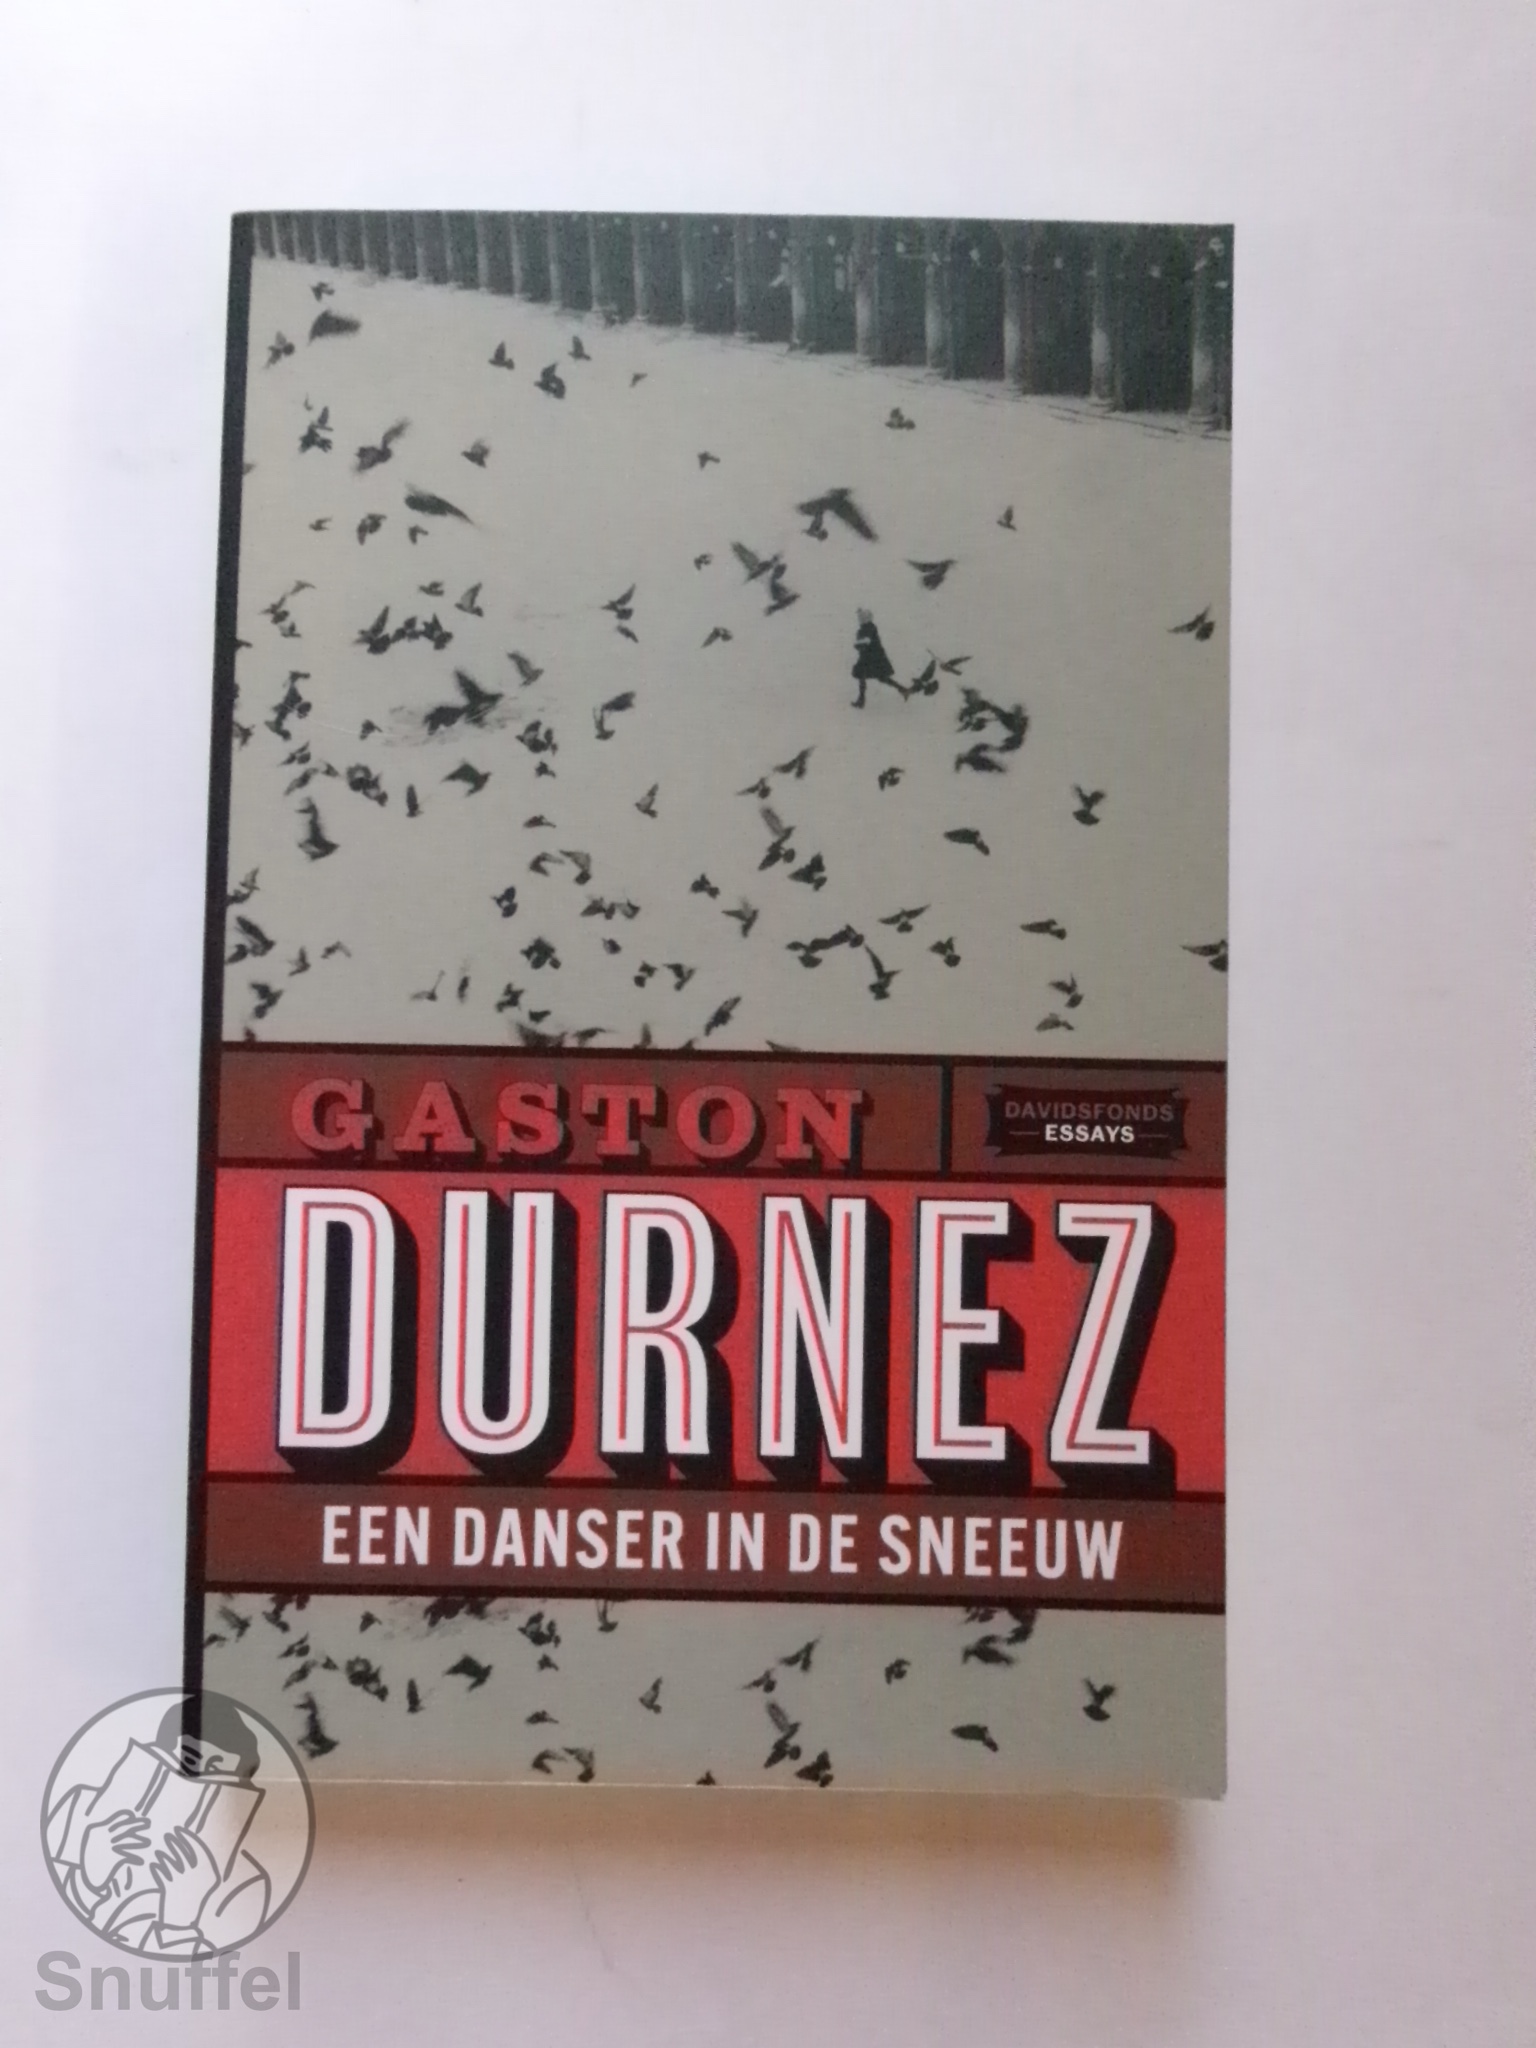 GASTON
DAVIDSFONDS
ESSAYS
DURNEZ
EEN DANSER IN DE SNEEUW
Snuffel